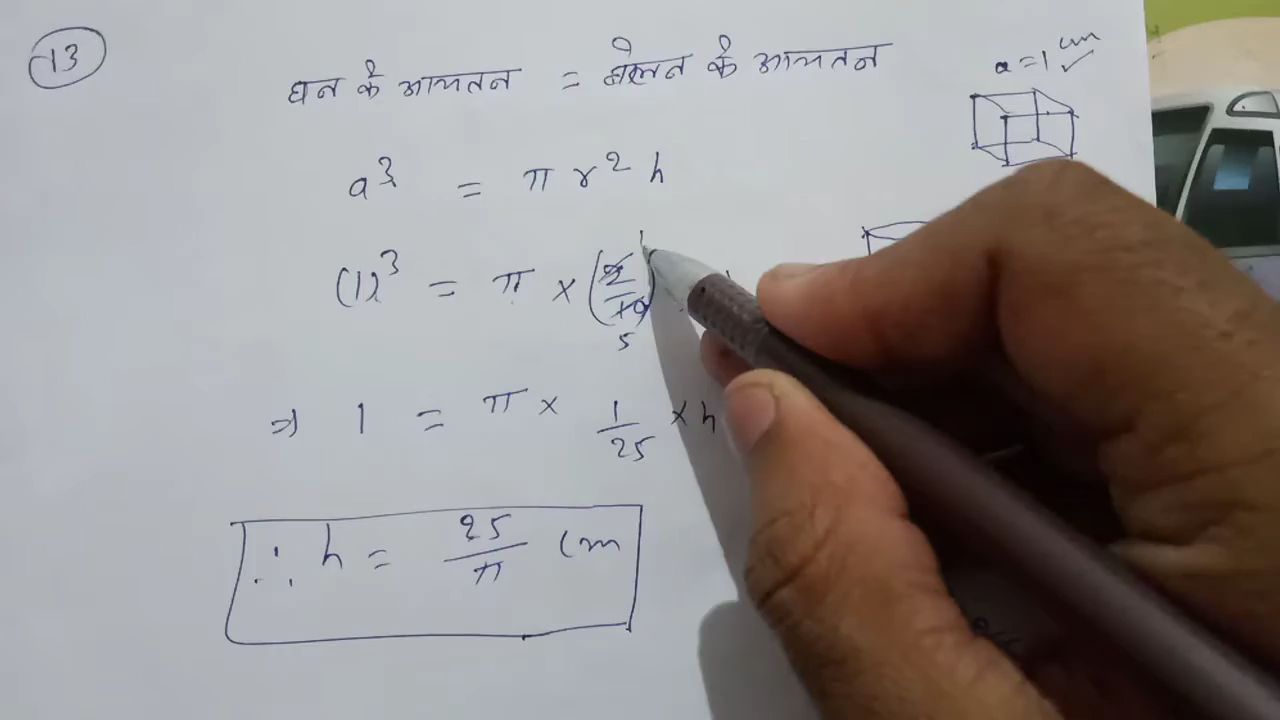 13
घन के आयतन = बेलन के आयतन
a = 1 cm ✓
a³ = π r² h
(1)³ = π × (2/10
5
⇒ 1 = π × 1/25 × h
∴ h = 25/π cm